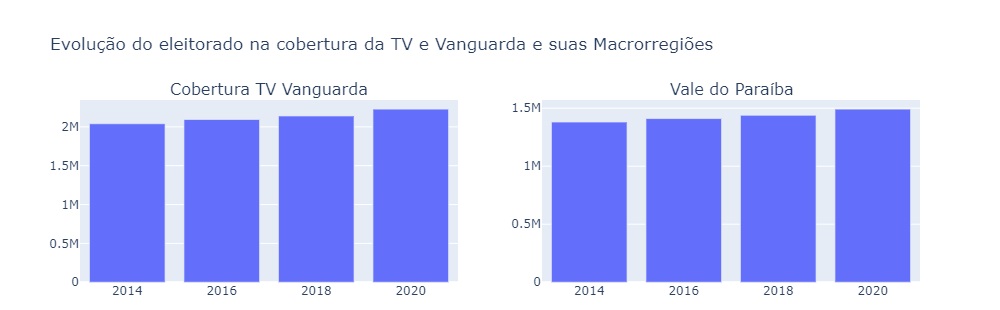 Evolução do eleitorado na cobertura da TV e Vanguarda e suas Macrorregiões
Cobertura TV Vanguarda
2M
1.5M
1M
0.5M
0
2014 2016 2018 2020
Vale do Paraíba
1.5M
1M
0.5M
0
2014 2016 2018 2020